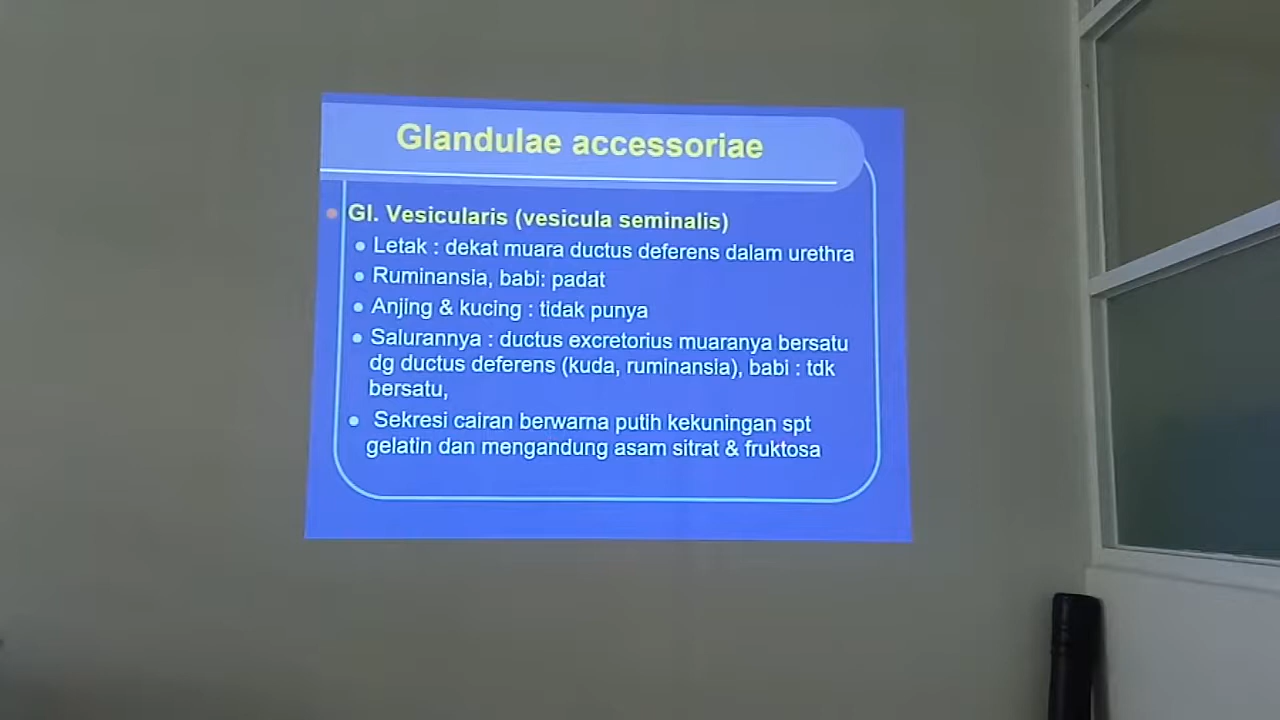 Glandulae accessoriae
Gl. Vesicularis (vesicula seminalis)
Letak : dekat muara ductus deferens dalam urethra
Ruminansia, babi: padat
Anjing & kucing : tidak punya
Salurannya : ductus excretorius muaranya bersatu
dg ductus deferens (kuda, ruminansia), babi : tdk
bersatu,
Sekresi cairan berwarna putih kekuningan spt
gelatin dan mengandung asam sitrat & fruktosa